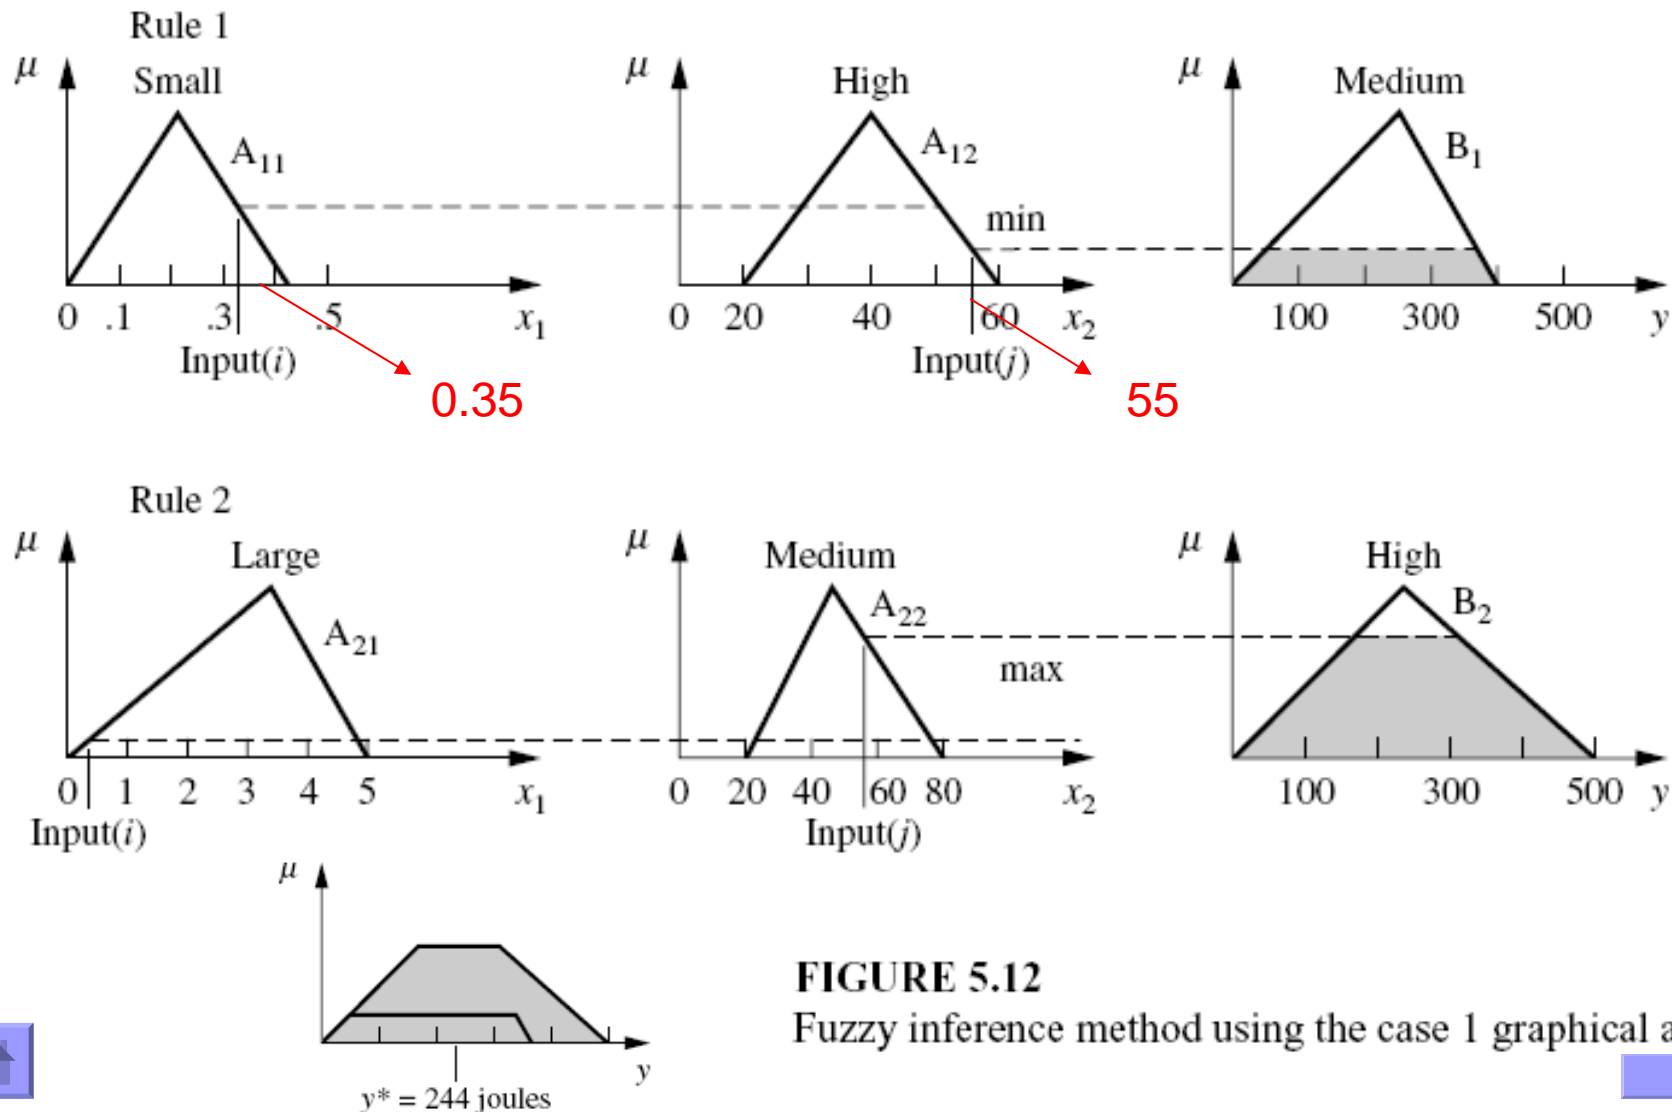 Rule 1
μ Small μ High μ Medium
A11 A12 B1
min
0 .1 .3 .5 x1 0 20 40 60 x2 100 300 500 y
Input(i) Input(j)
0.35 55
Rule 2
μ Large μ Medium μ High
A21 A22 B2
max
0 1 2 3 4 5 x1 0 20 40 60 80 x2 100 300 500 y
Input(i) Input(j)
μ
y
y* = 244 joules
FIGURE 5.12
Fuzzy inference method using the case 1 graphical a